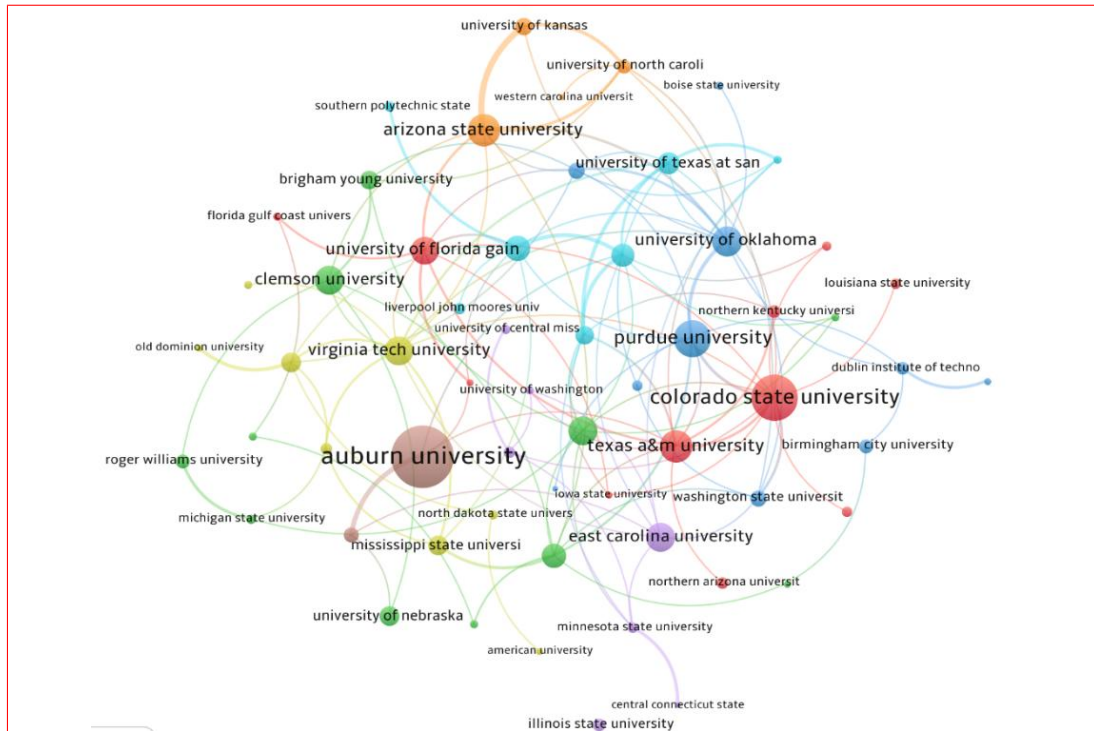 university of kansas
university of north caroli
boise state university
western carolina universit
southern polytechnic state
arizona state university
university of texas at san
brigham young university
florida gulf coast univers
university of florida gain
university of oklahoma
clemson university
louisiana state university
liverpool john moores univ
northern kentucky universi
university of central miss
purdue university
old dominion university
virginia tech university
dublin institute of techno
university of washington
colorado state university
texas a&m university
birmingham city university
auburn university
roger williams university
iowa state university
washington state universit
north dakota state univers
michigan state university
east carolina university
mississippi state universi
northern arizona universit
university of nebraska
minnesota state university
american university
central connecticut state
illinois state university